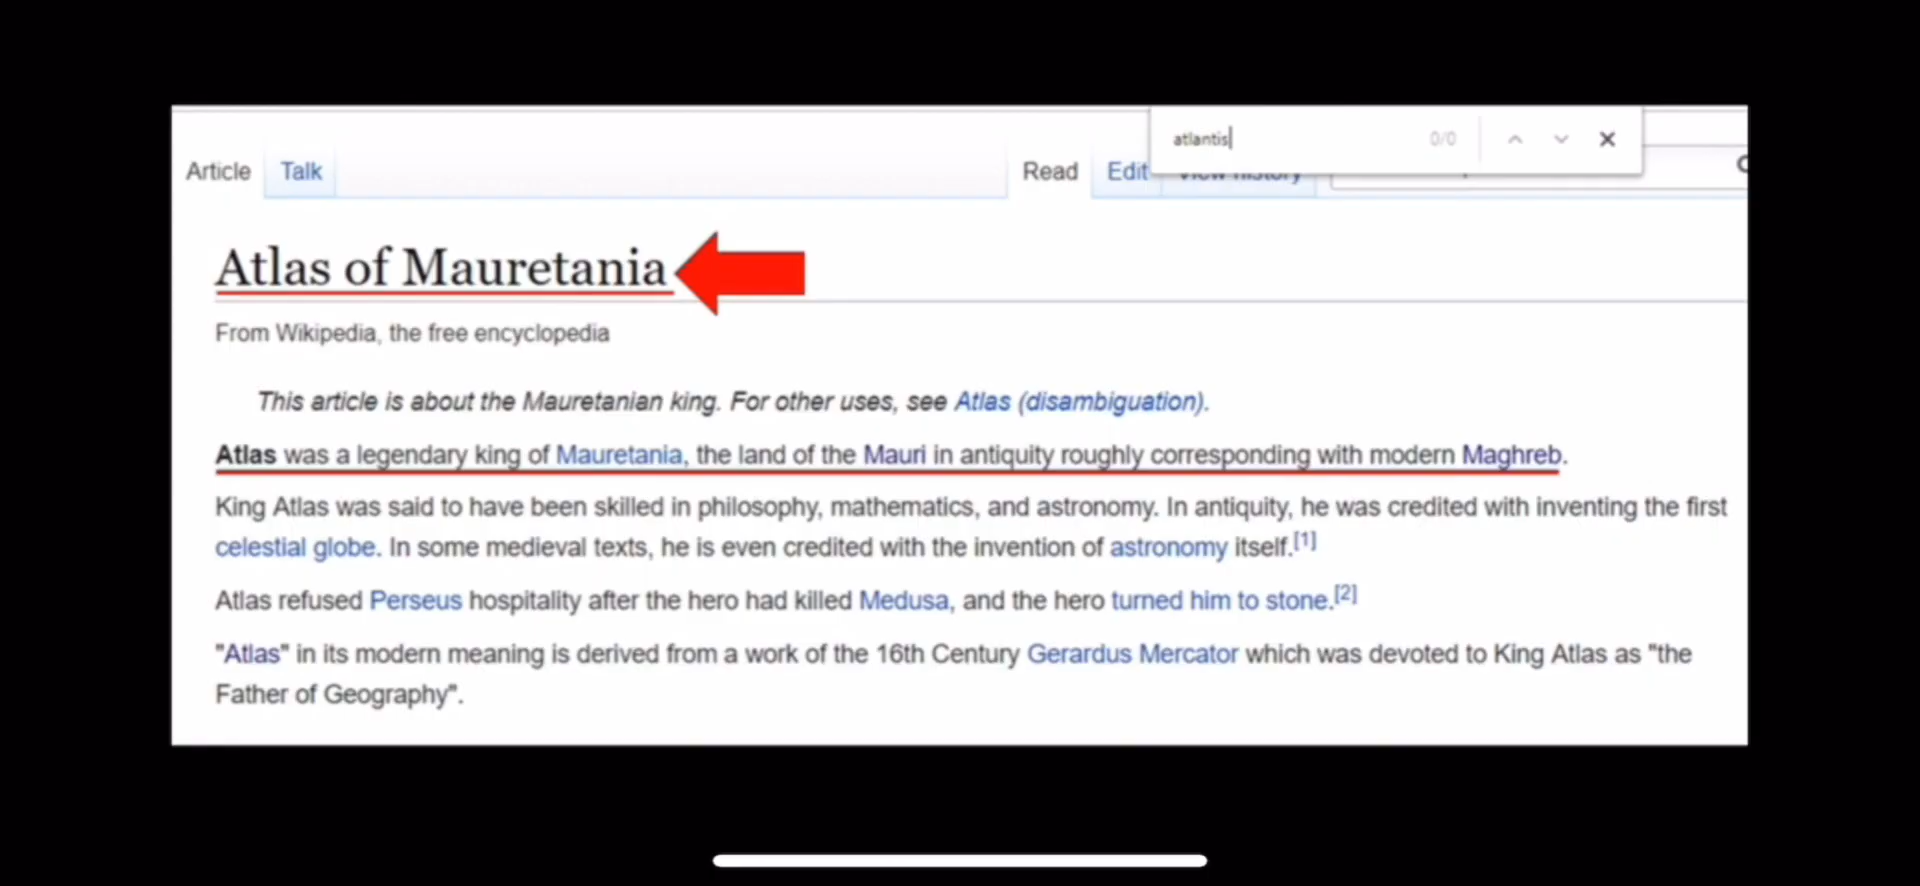 atlantis 0/0
Article Talk Read Edit View history
Atlas of Mauretania
From Wikipedia, the free encyclopedia
This article is about the Mauretanian king. For other uses, see Atlas (disambiguation).
Atlas was a legendary king of Mauretania, the land of the Mauri in antiquity roughly corresponding with modern Maghreb.
King Atlas was said to have been skilled in philosophy, mathematics, and astronomy. In antiquity, he was credited with inventing the first
celestial globe. In some medieval texts, he is even credited with the invention of astronomy itself.[1]
Atlas refused Perseus hospitality after the hero had killed Medusa, and the hero turned him to stone.[2]
"Atlas" in its modern meaning is derived from a work of the 16th Century Gerardus Mercator which was devoted to King Atlas as "the
Father of Geography".